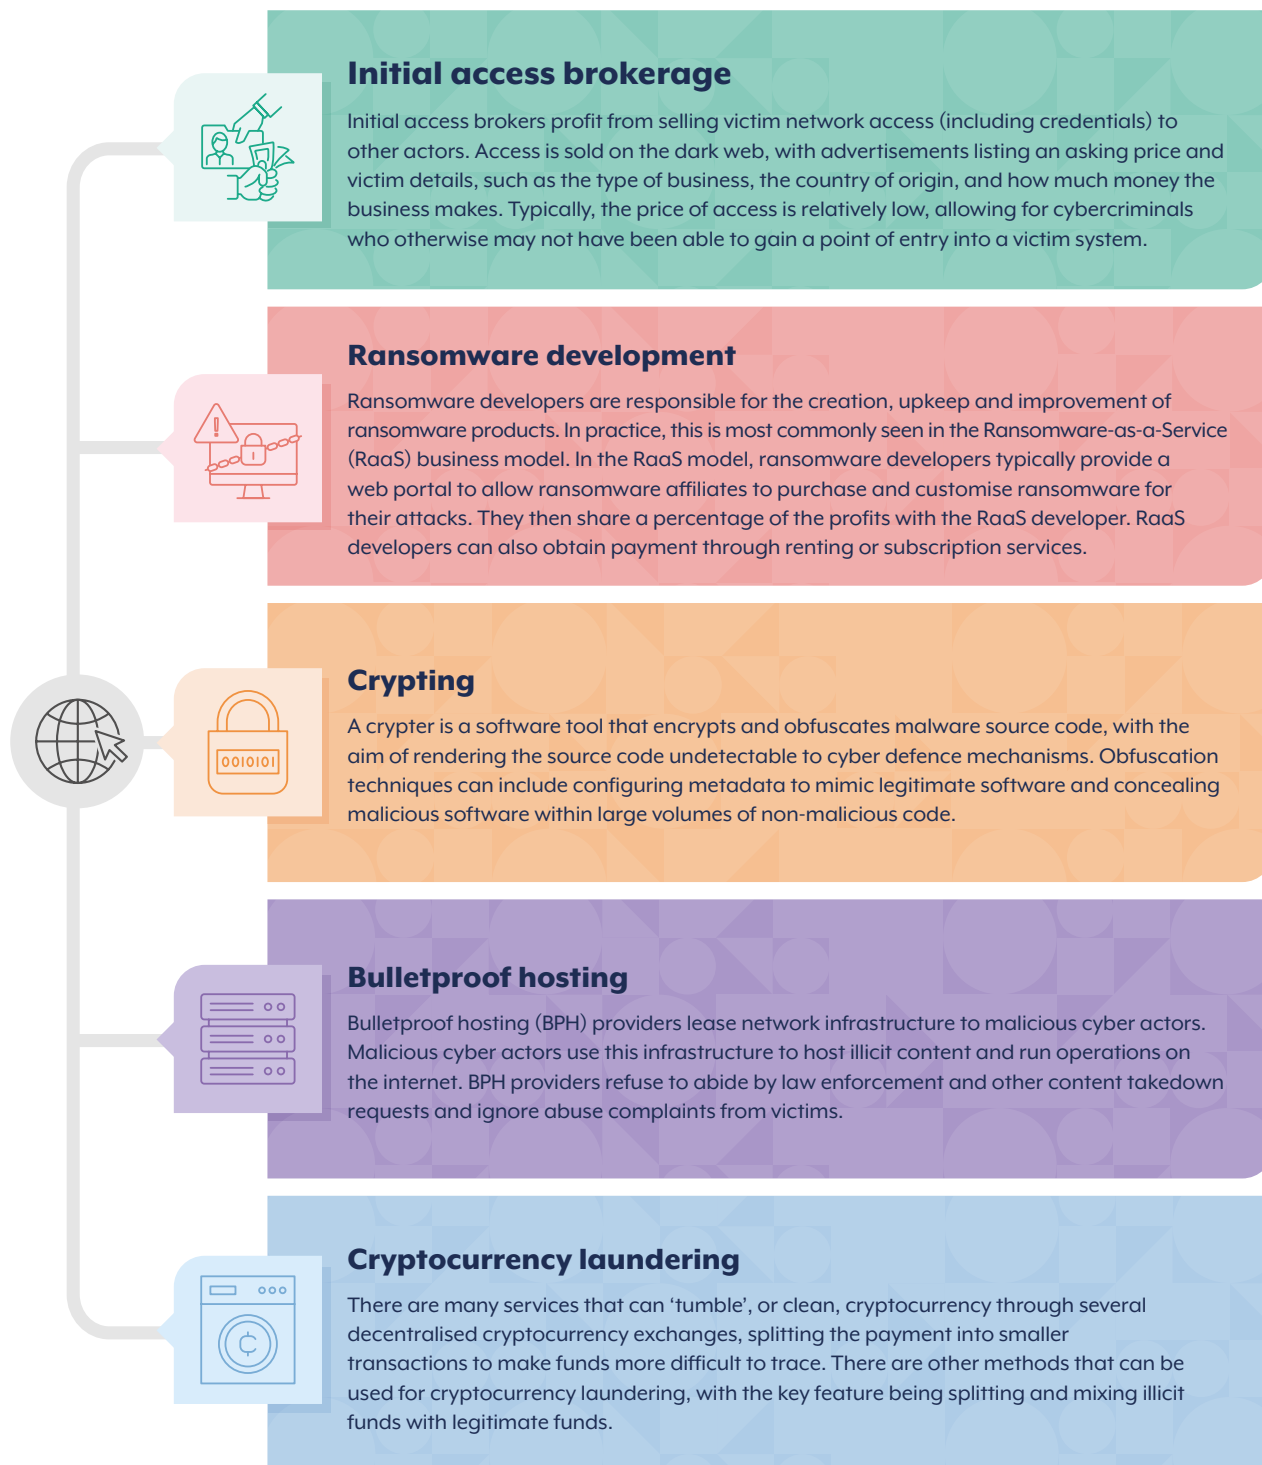 Initial access brokerage
Initial access brokers profit from selling victim network access (including credentials) to
other actors. Access is sold on the dark web, with advertisements listing an asking price and
victim details, such as the type of business, the country of origin, and how much money the
business makes. Typically, the price of access is relatively low, allowing for cybercriminals
who otherwise may not have been able to gain a point of entry into a victim system.
Ransomware development
Ransomware developers are responsible for the creation, upkeep and improvement of
ransomware products. In practice, this is most commonly seen in the Ransomware-as-a-Service
(RaaS) business model. In the RaaS model, ransomware developers typically provide a
web portal to allow ransomware affiliates to purchase and customise ransomware for
their attacks. They then share a percentage of the profits with the RaaS developer. RaaS
developers can also obtain payment through renting or subscription services.
Crypting
A crypter is a software tool that encrypts and obfuscates malware source code, with the
aim of rendering the source code undetectable to cyber defence mechanisms. Obfuscation
techniques can include configuring metadata to mimic legitimate software and concealing
malicious software within large volumes of non-malicious code.
0010101
Bulletproof hosting
Bulletproof hosting (BPH) providers lease network infrastructure to malicious cyber actors.
Malicious cyber actors use this infrastructure to host illicit content and run operations on
the internet. BPH providers refuse to abide by law enforcement and other content takedown
requests and ignore abuse complaints from victims.
Cryptocurrency laundering
There are many services that can ‘tumble’, or clean, cryptocurrency through several
decentralised cryptocurrency exchanges, splitting the payment into smaller
transactions to make funds more difficult to trace. There are other methods that can be
used for cryptocurrency laundering, with the key feature being splitting and mixing illicit
funds with legitimate funds.